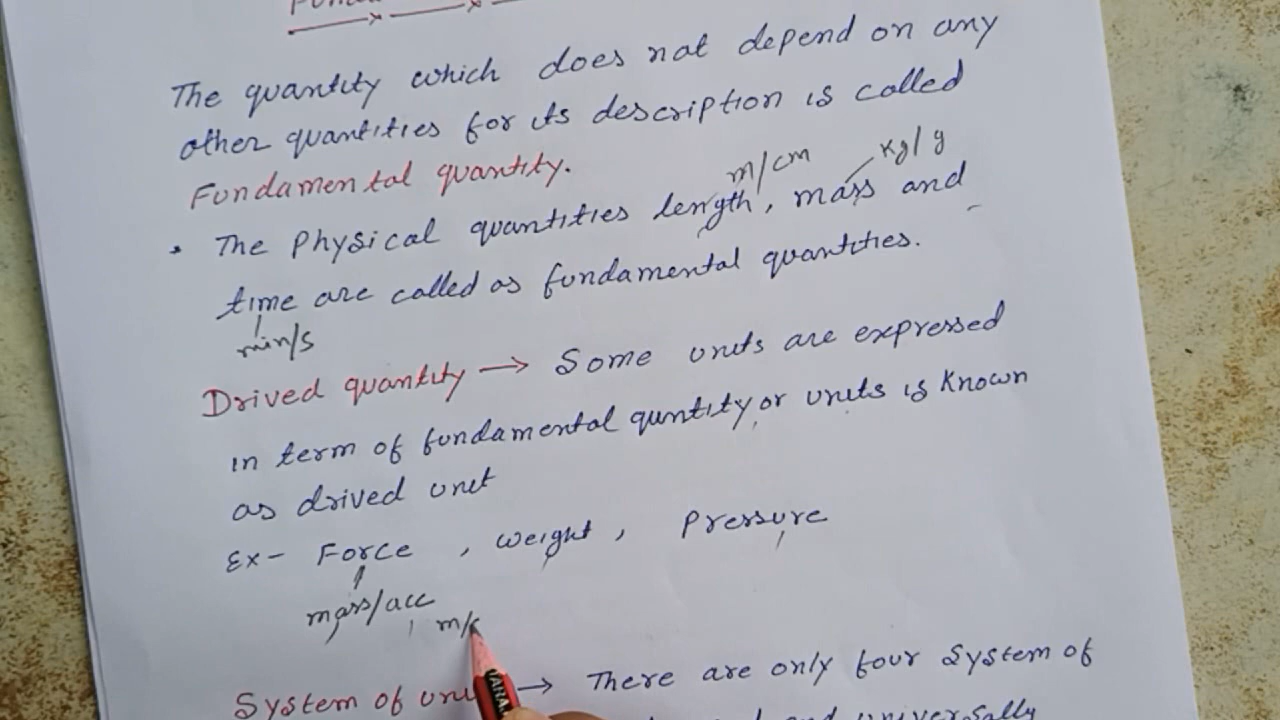 The quantity which does not depend on any
other quantities for its description is called
Fundamental quantity.
m/cm
Kg/g
• The Physical quantities length, mass and
time are called as fundamental quantities.
min/s
Drived quantity → Some units are expressed
in term of fundamental quntity or units is known
as drived unit
Ex- Force , weight , Pressure
mass/acc
m/s
System of → There are only four System of
and